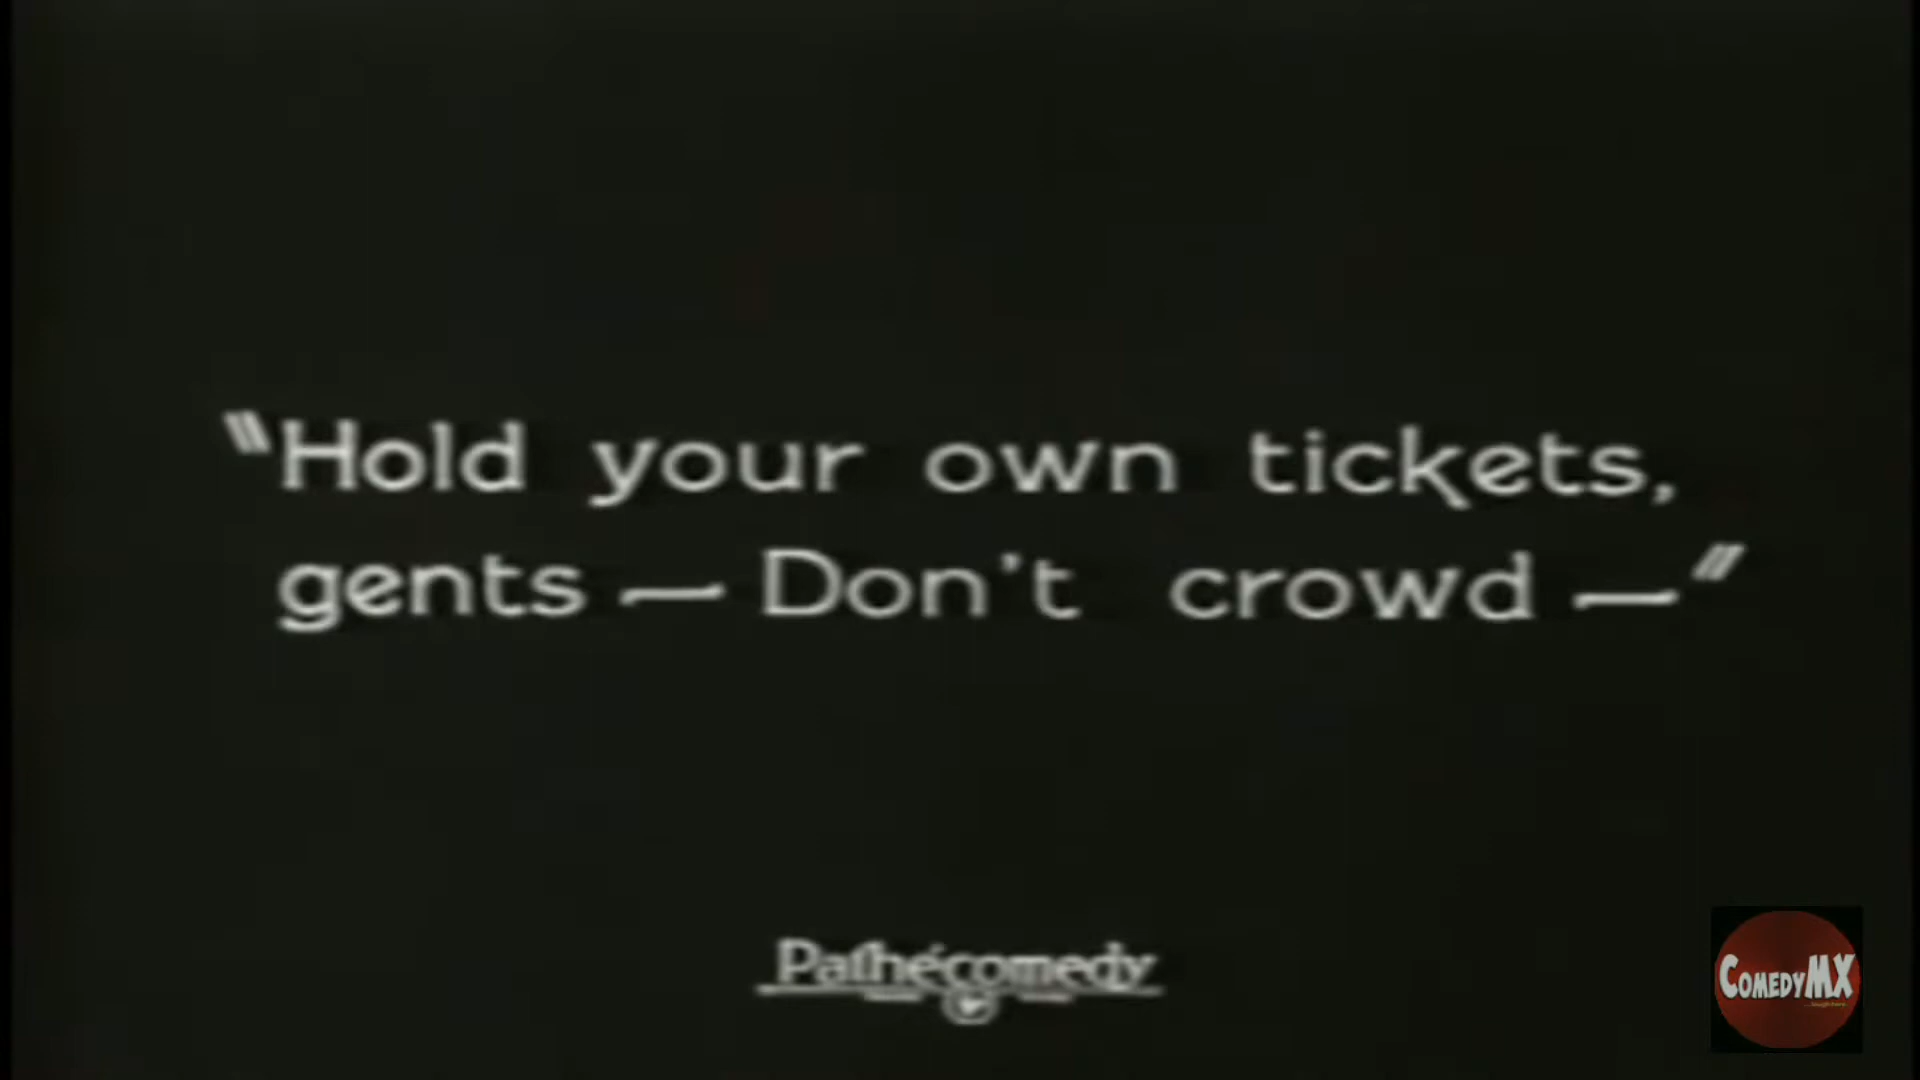 "Hold your own tickets,
gents — Don't crowd —"
Pathécomedy
COMEDYMX